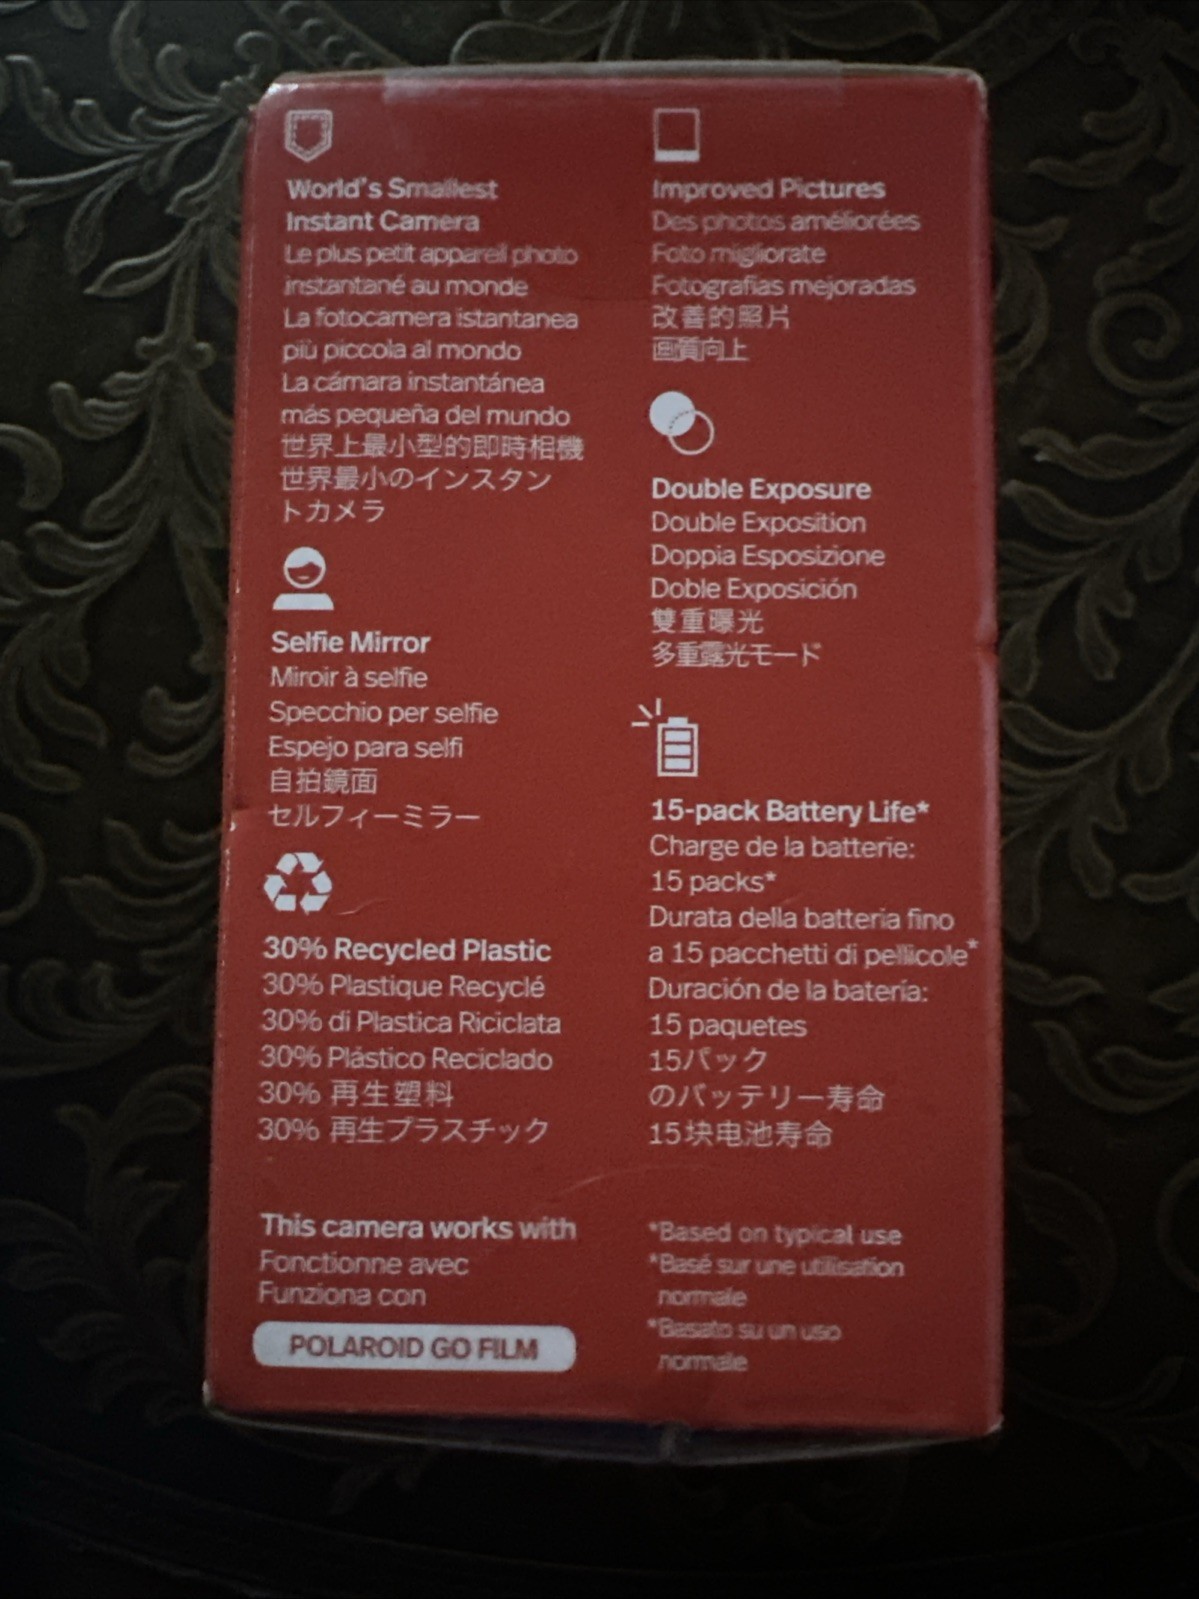 World's Smallest
Instant Camera
Le plus petit appareil photo
instantané au monde
La fotocamera istantanea
più piccola al mondo
La cámara instantánea
más pequeña del mundo
世界上最小型的即時相機
世界最小のインスタン
トカメラ
Selfie Mirror
Miroir à selfie
Specchio per selfie
Espejo para selfi
自拍鏡面
セルフィーミラー
30% Recycled Plastic
30% Plastique Recyclé
30% di Plastica Riciclata
30% Plástico Reciclado
30% 再生塑料
30% 再生プラスチック
This camera works with
Fonctionne avec
Funziona con
POLAROID GO FILM
Improved Pictures
Des photos améliorées
Foto migliorate
Fotografías mejoradas
改善的照片
画質向上
Double Exposure
Double Exposition
Doppia Esposizione
Doble Exposición
雙重曝光
多重露光モード
15-pack Battery Life*
Charge de la batterie:
15 packs*
Durata della batteria fino
a 15 pacchetti di pellicole*
Duración de la batería:
15 paquetes
15パック
のバッテリー寿命
15块电池寿命
*Based on typical use
*Basé sur une utilisation
normale
*Basato su un uso
normale